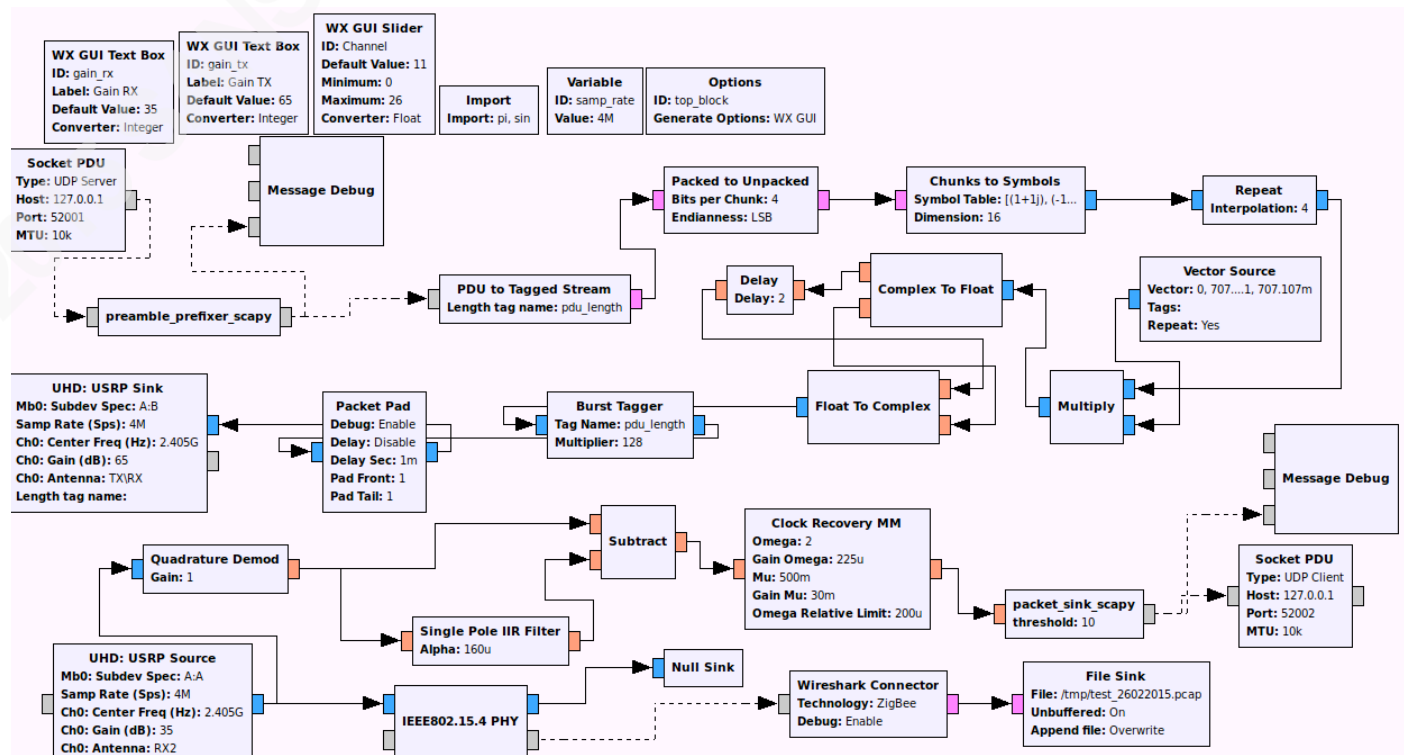 WX GUI Text Box
ID: gain_rx
Label: Gain RX
Default Value: 35
Converter: Integer
WX GUI Text Box
ID: gain_tx
Label: Gain TX
Default Value: 65
Converter: Integer
WX GUI Slider
ID: Channel
Default Value: 11
Minimum: 0
Maximum: 26
Converter: Float
Import
Import: pi, sin
Variable
ID: samp_rate
Value: 4M
Options
ID: top_block
Generate Options: WX GUI
Socket PDU
Type: UDP Server
Host: 127.0.0.1
Port: 52001
MTU: 10k
Message Debug
Packed to Unpacked
Bits per Chunk: 4
Endianness: LSB
Chunks to Symbols
Symbol Table: [(1+1j), (-1...
Dimension: 16
Repeat
Interpolation: 4
preamble_prefixer_scapy
PDU to Tagged Stream
Length tag name: pdu_length
Delay
Delay: 2
Complex To Float
Vector Source
Vector: 0, 707....1, 707.107m
Tags:
Repeat: Yes
UHD: USRP Sink
Mb0: Subdev Spec: A:B
Samp Rate (Sps): 4M
Ch0: Center Freq (Hz): 2.405G
Ch0: Gain (dB): 65
Ch0: Antenna: TX\RX
Length tag name:
Packet Pad
Debug: Enable
Delay: Disable
Delay Sec: 1m
Pad Front: 1
Pad Tail: 1
Burst Tagger
Tag Name: pdu_length
Multiplier: 128
Float To Complex
Multiply
Message Debug
Quadrature Demod
Gain: 1
Subtract
Clock Recovery MM
Omega: 2
Gain Omega: 225u
Mu: 500m
Gain Mu: 30m
Omega Relative Limit: 200u
packet_sink_scapy
threshold: 10
Socket PDU
Type: UDP Client
Host: 127.0.0.1
Port: 52002
MTU: 10k
Single Pole IIR Filter
Alpha: 160u
UHD: USRP Source
Mb0: Subdev Spec: A:A
Samp Rate (Sps): 4M
Ch0: Center Freq (Hz): 2.405G
Ch0: Gain (dB): 35
Ch0: Antenna: RX2
IEEE802.15.4 PHY
Null Sink
Wireshark Connector
Technology: ZigBee
Debug: Enable
File Sink
File: /tmp/test_26022015.pcap
Unbuffered: On
Append file: Overwrite